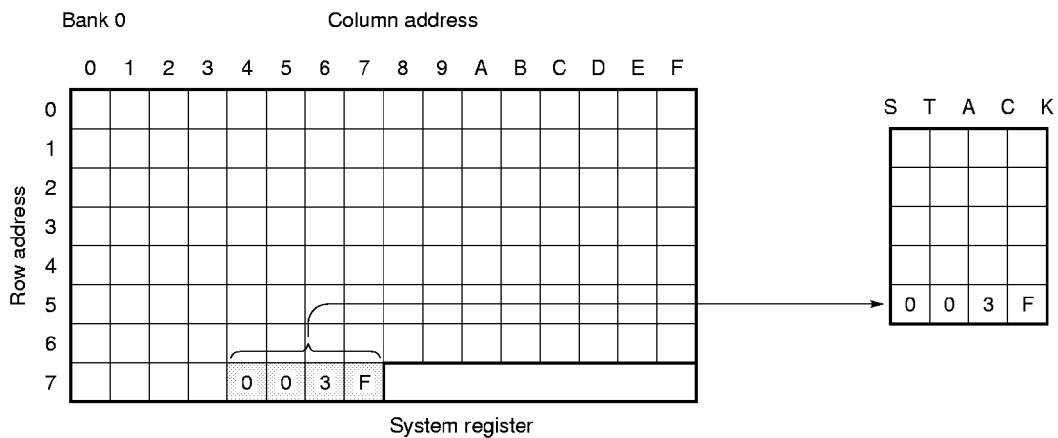 Bank 0 Column address
0 1 2 3 4 5 6 7 8 9 A B C D E F
S T A C K
Row address
0
1
2
3
4
5
6
7
0 0 3 F
0 0 3 F
System register